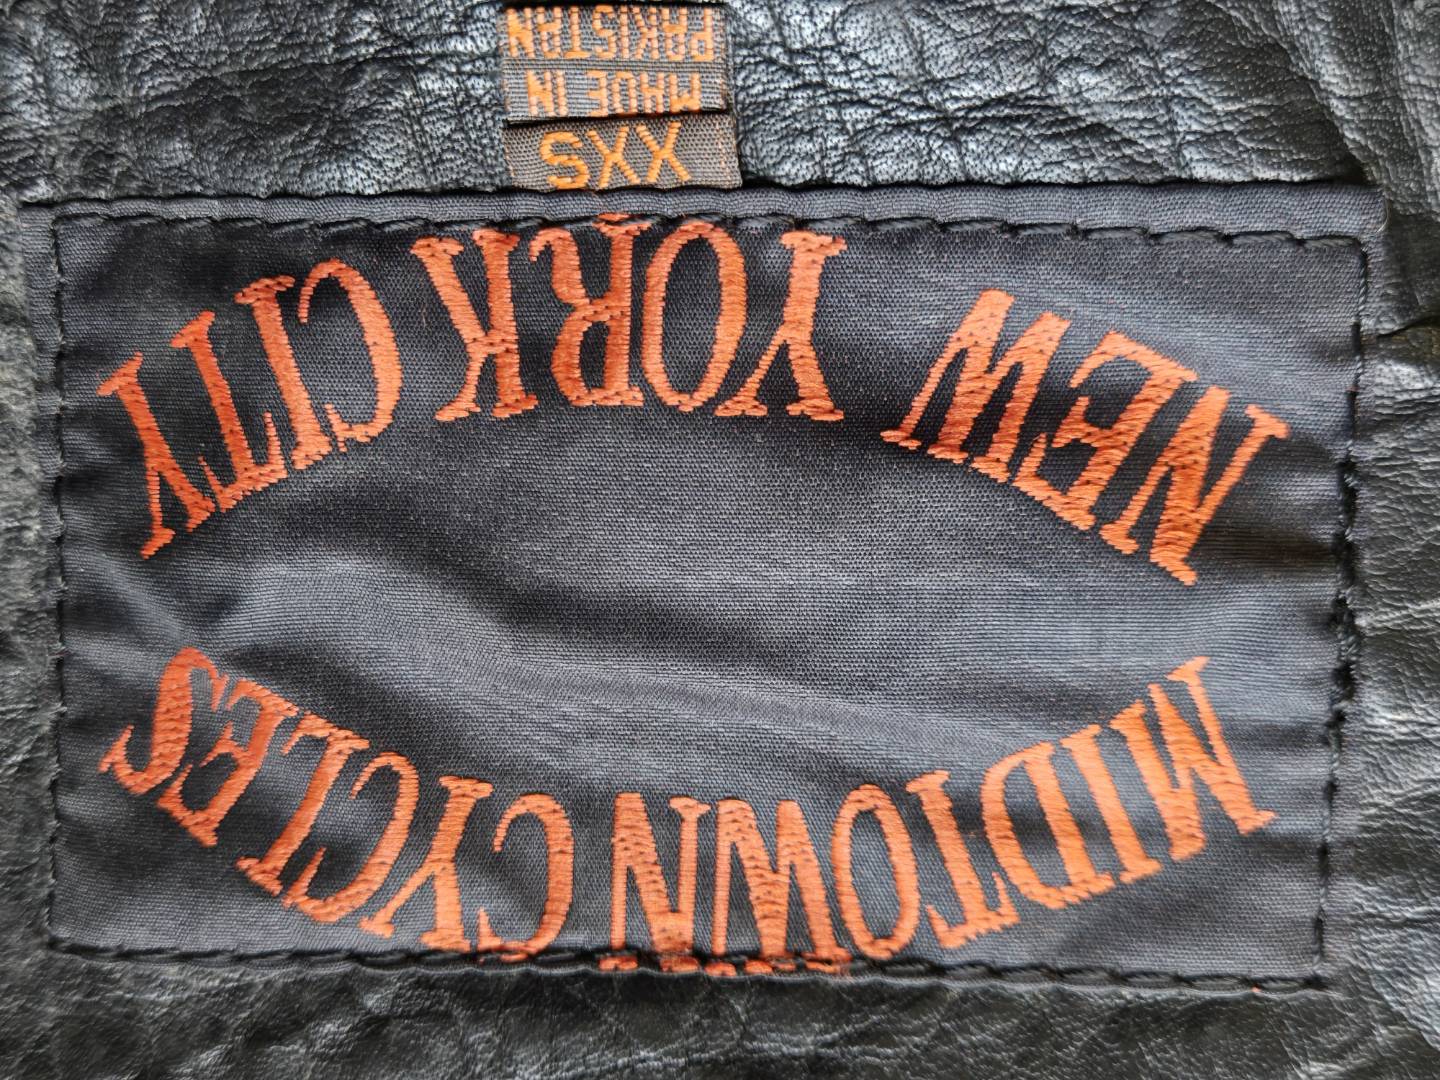 MIDTOWN CYCLES
NEW YORK CITY
XXS
MADE IN
PAKISTAN